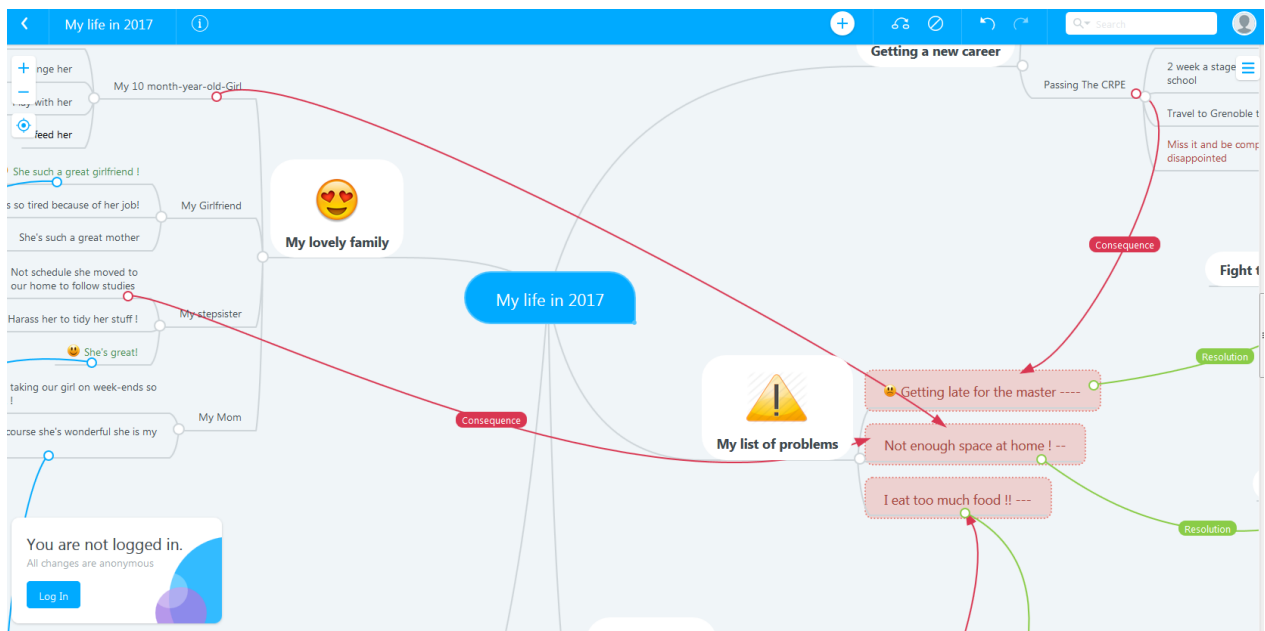 My life in 2017
Search
Getting a new career
her
My 10 month-year-old-Girl
with her
feed her
Passing The CRPE
2 week a stage
school
Travel to Grenoble
Miss it and be
disappointed
She such a great girlfriend !
so tired because of her job!
My Girlfriend
She's such a great mother
My lovely family
Not schedule she moved to
our home to follow studies
My stepsister
Harass her to tidy her stuff !
She's great!
taking our girl on week-ends so
!
My Mom
course she's wonderful she is my
My life in 2017
Consequence
Fight
Resolution
Getting late for the master ----
My list of problems
Not enough space at home ! --
I eat too much food !! ---
Consequence
Resolution
You are not logged in.
All changes are anonymous
Log In